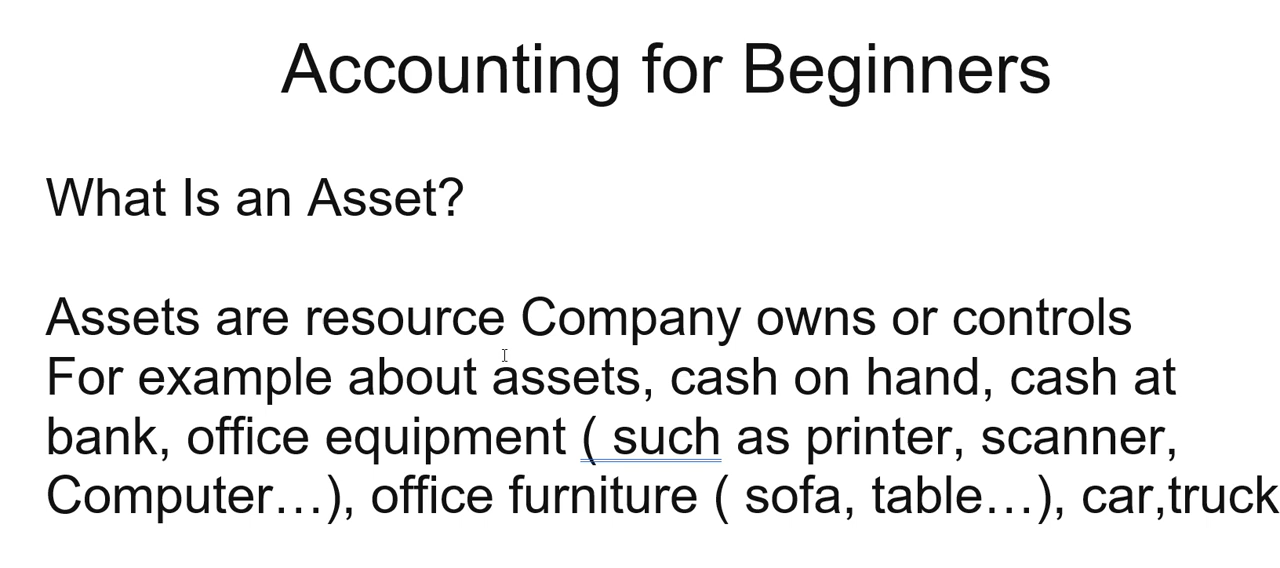 Accounting for Beginners
What Is an Asset?
Assets are resource Company owns or controls
For example about assets, cash on hand, cash at
bank, office equipment ( such as printer, scanner,
Computer…), office furniture ( sofa, table…), car,truck